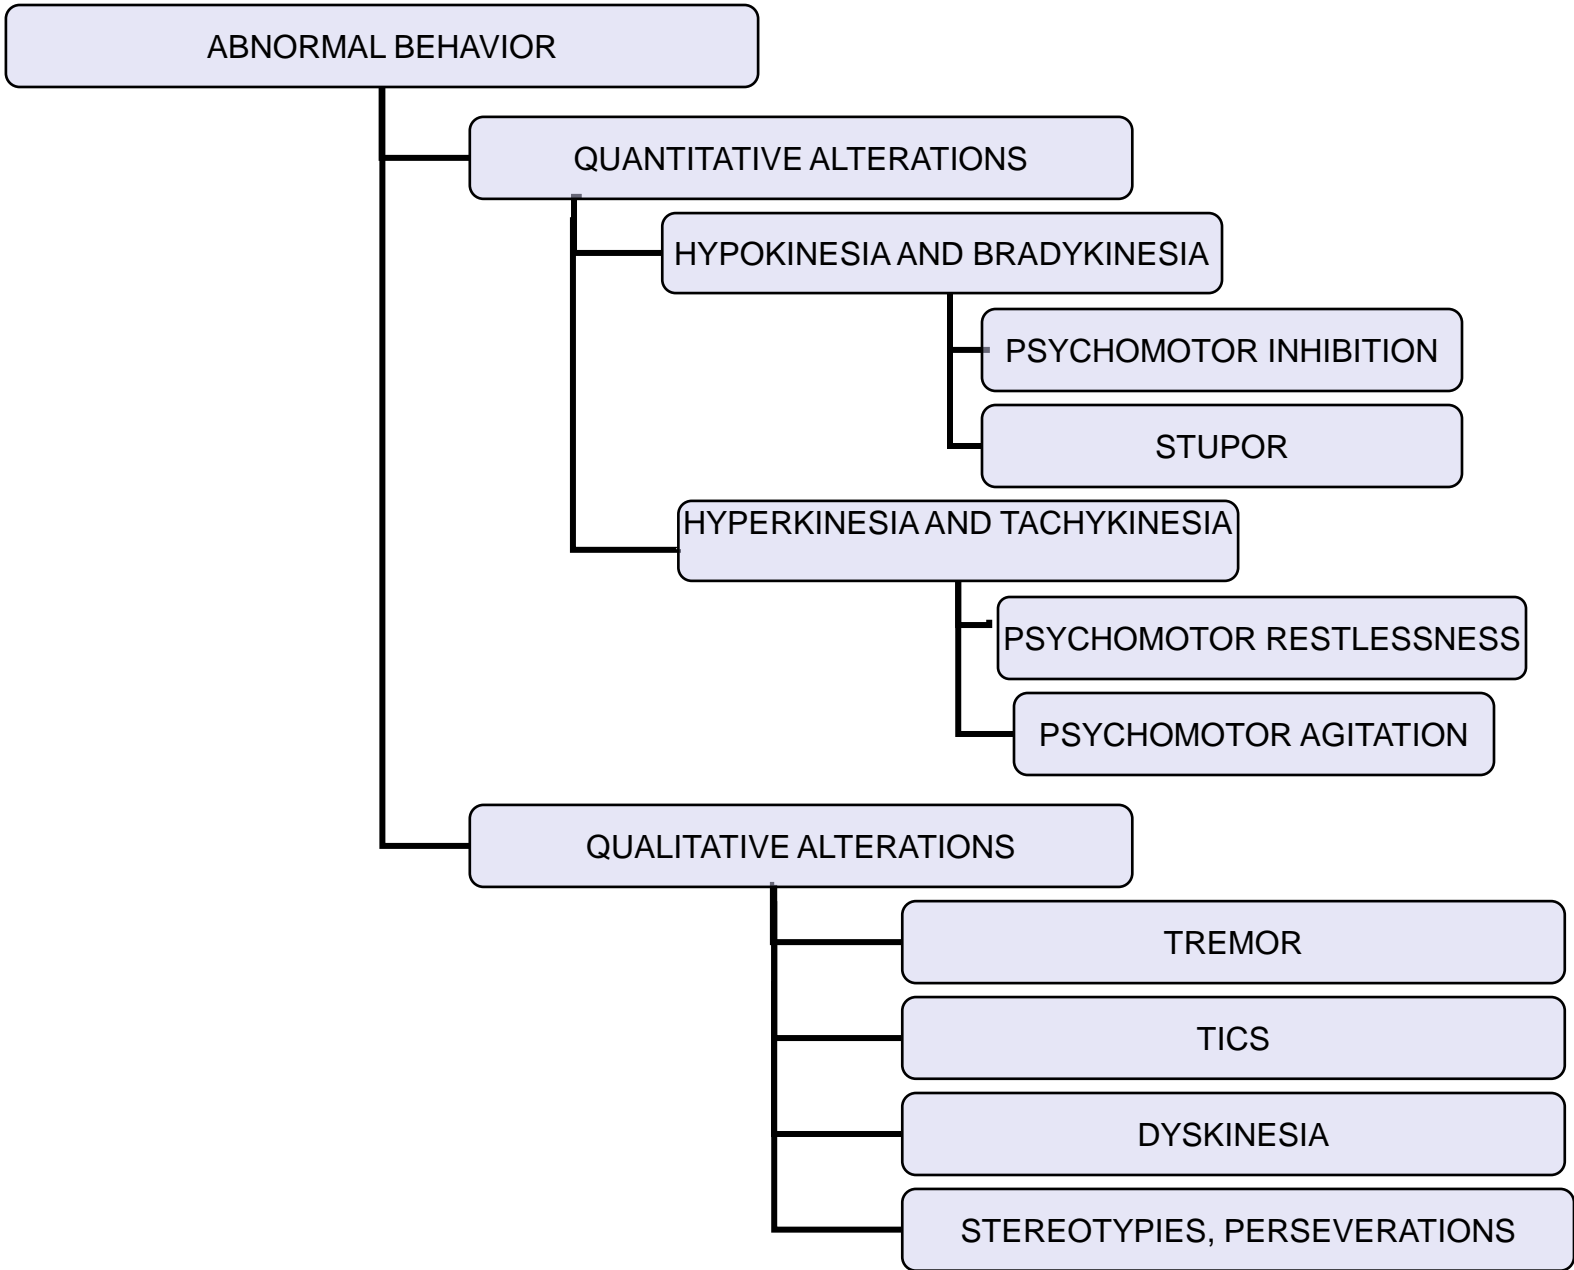 ABNORMAL BEHAVIOR
QUANTITATIVE ALTERATIONS
HYPOKINESIA AND BRADYKINESIA
PSYCHOMOTOR INHIBITION
STUPOR
HYPERKINESIA AND TACHYKINESIA
PSYCHOMOTOR RESTLESSNESS
PSYCHOMOTOR AGITATION
QUALITATIVE ALTERATIONS
TREMOR
TICS
DYSKINESIA
STEREOTYPIES, PERSEVERATIONS